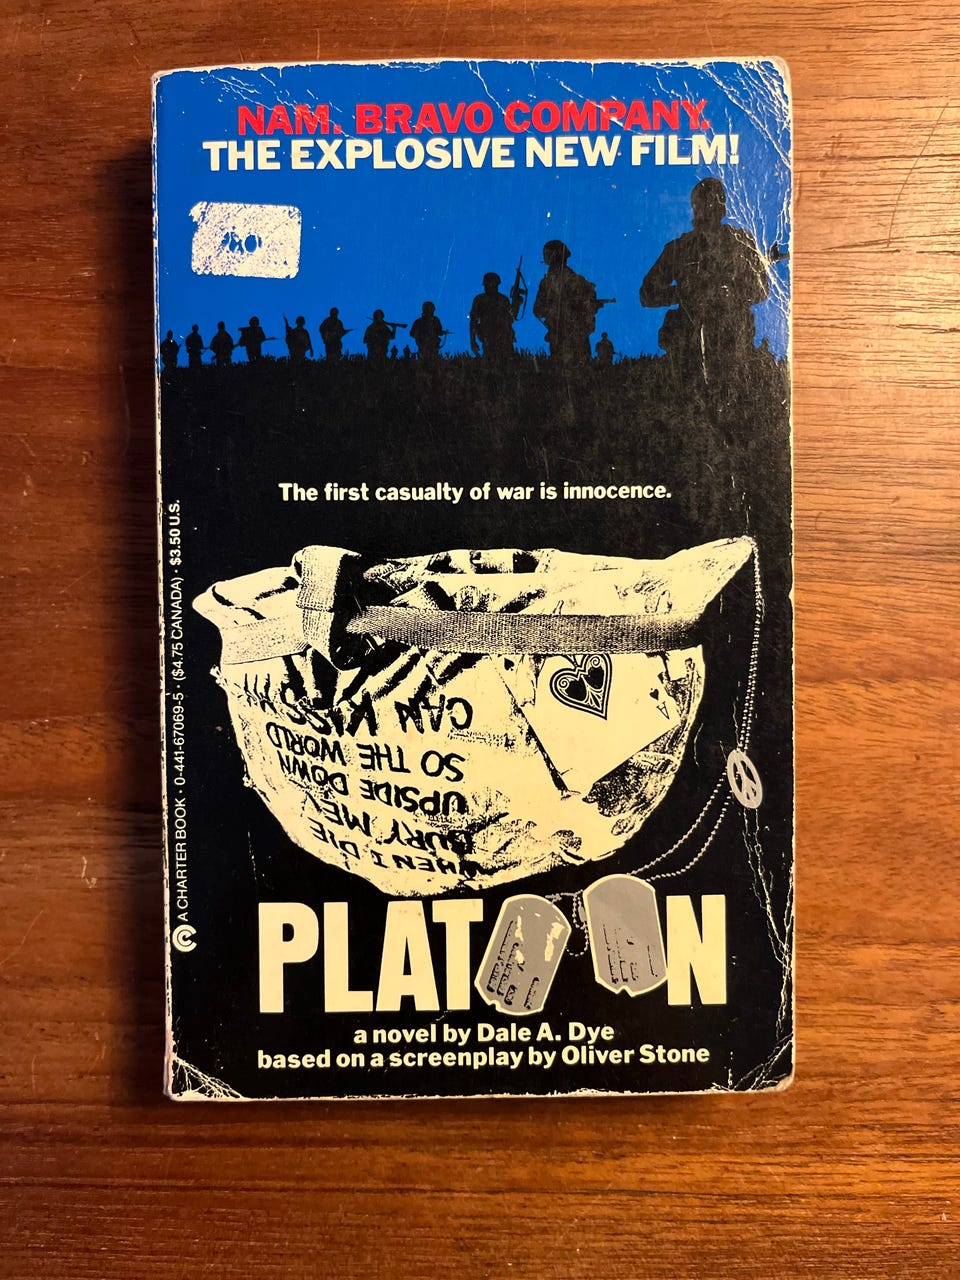 NAM. BRAVO COMPANY.
THE EXPLOSIVE NEW FILM!
The first casualty of war is innocence.
A CHARTER BOOK · 0-441-67069-5 · ($4.75 CANADA) · $3.50 U.S.
WHEN I DIE
BURY ME
UPSIDE DOWN
SO THE WORLD
CAN KISS MY
A
PLATOON
a novel by Dale A. Dye
based on a screenplay by Oliver Stone